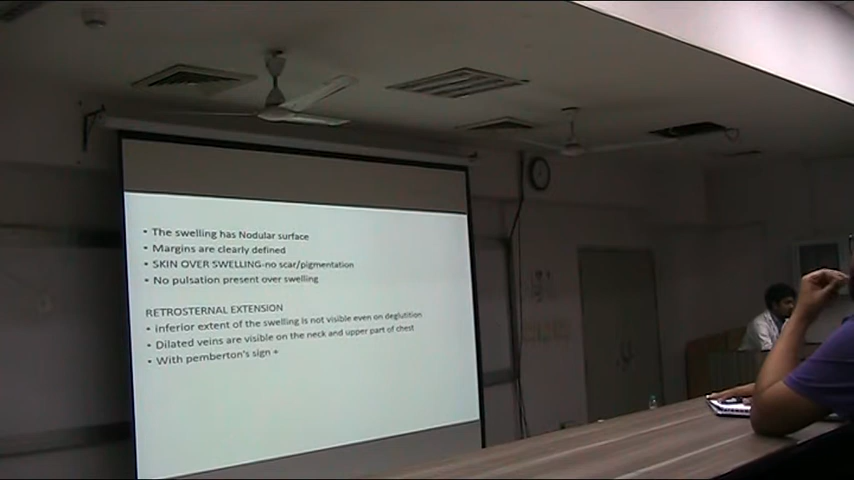 • The swelling has Nodular surface
• Margins are clearly defined
• SKIN OVER SWELLING-no scar/pigmentation
• No pulsation present over swelling
RETROSTERNAL EXTENSION
• Inferior extent of the swelling is not visible even on deglutition
• Dilated veins are visible on the neck and upper part of chest
• With pemberton's sign +